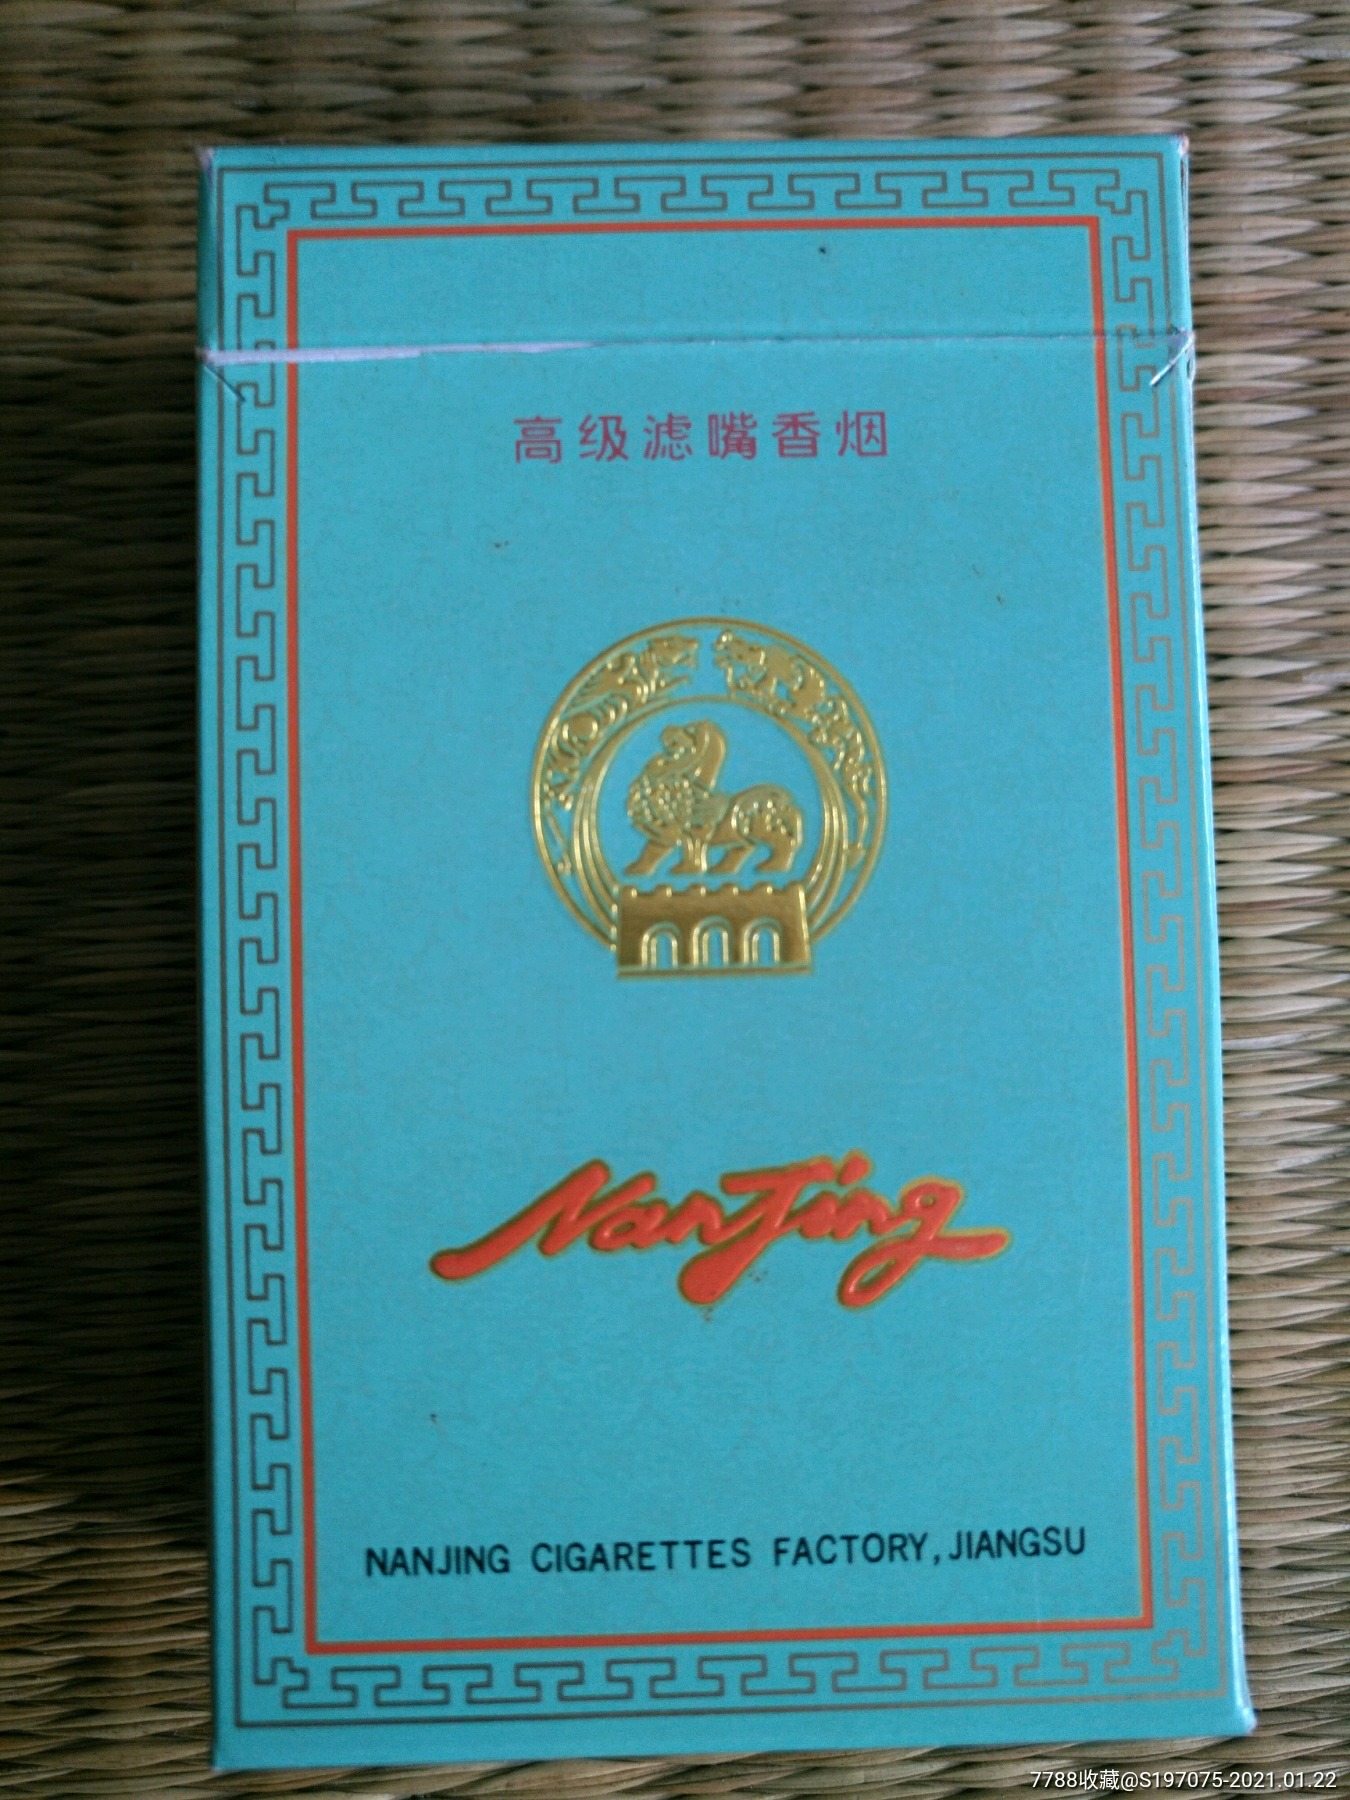 高级滤嘴香烟
NanJing
NANJING CIGARETTES FACTORY, JIANGSU
7788收藏@S197075-2021.01.22